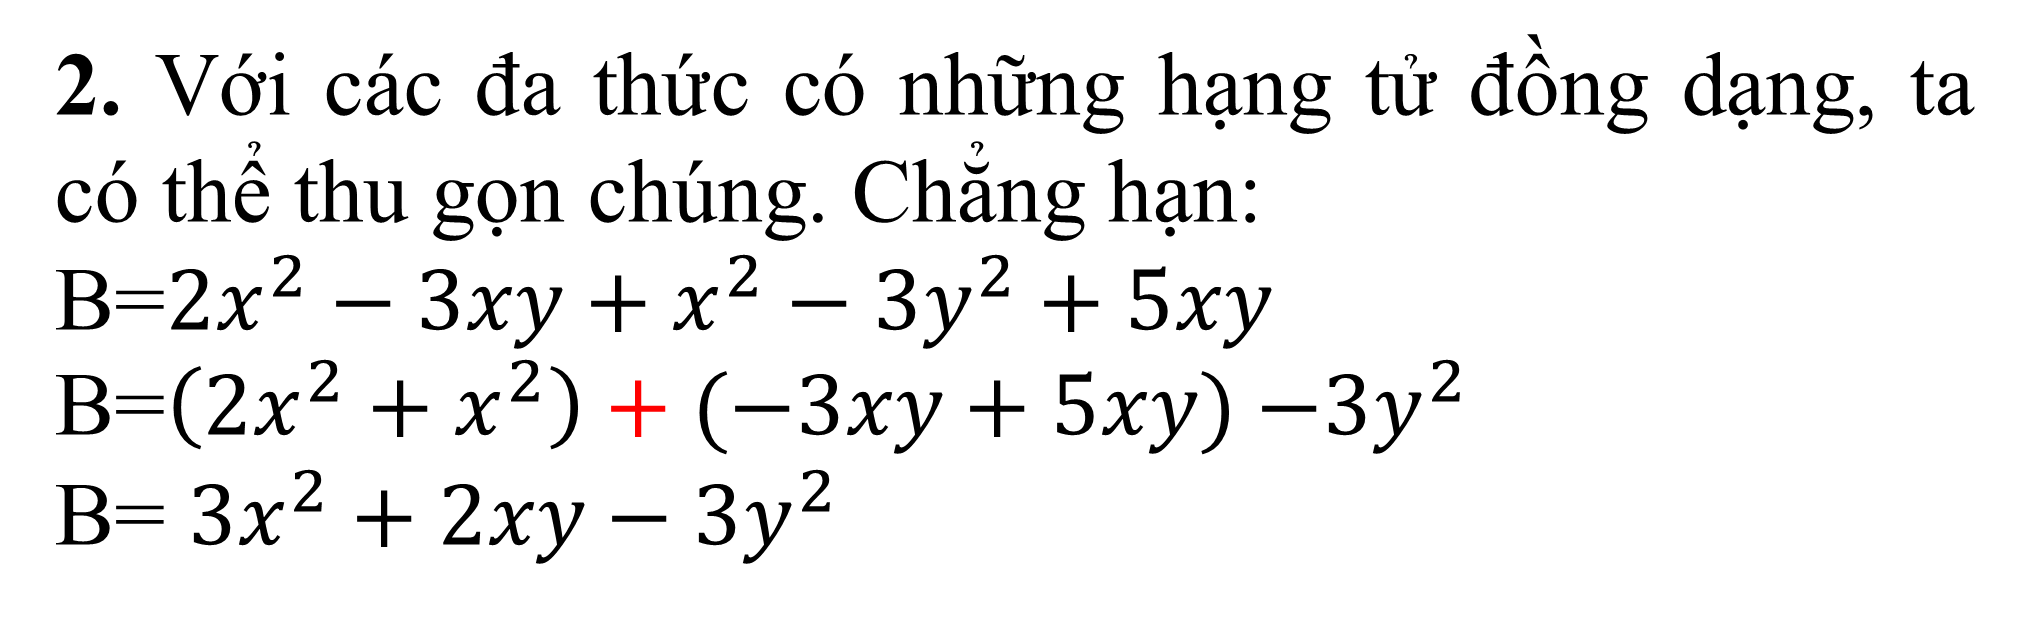 2. Với các đa thức có những hạng tử đồng dạng, ta
có thể thu gọn chúng. Chẳng hạn:
B=2x² − 3xy + x² − 3y² + 5xy
B=(2x² + x²) + (−3xy + 5xy) −3y²
B= 3x² + 2xy − 3y²